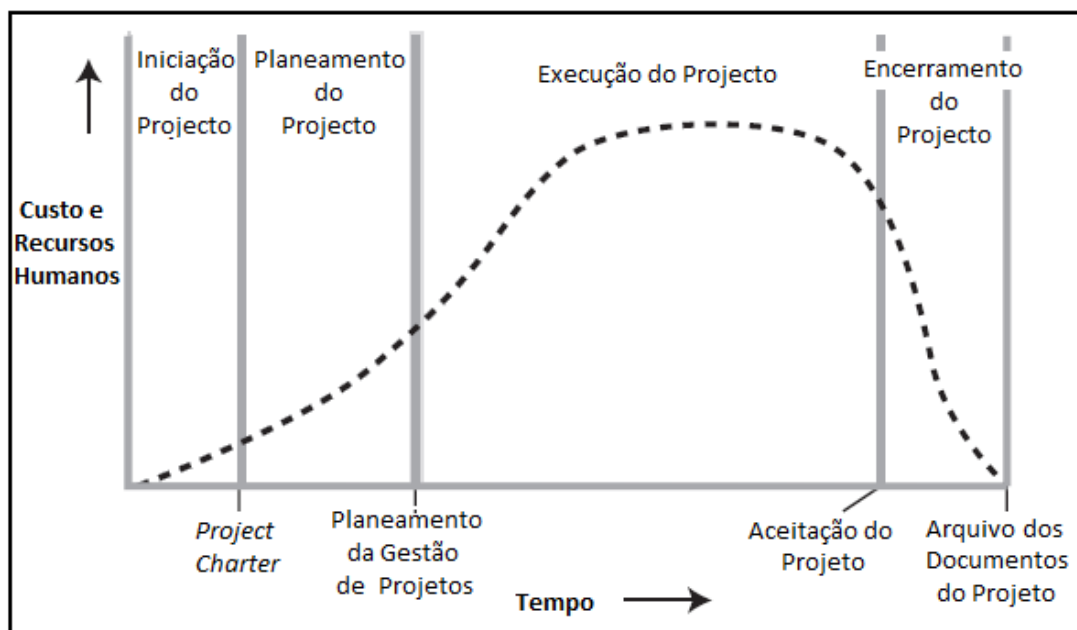 Iniciação
do
Projecto
Planeamento
do
Projecto
Execução do Projecto
Encerramento
do
Projecto
Custo e
Recursos
Humanos
Project
Charter
Planeamento
da Gestão
de Projetos
Tempo
Aceitação do
Projeto
Arquivo dos
Documentos
do Projeto